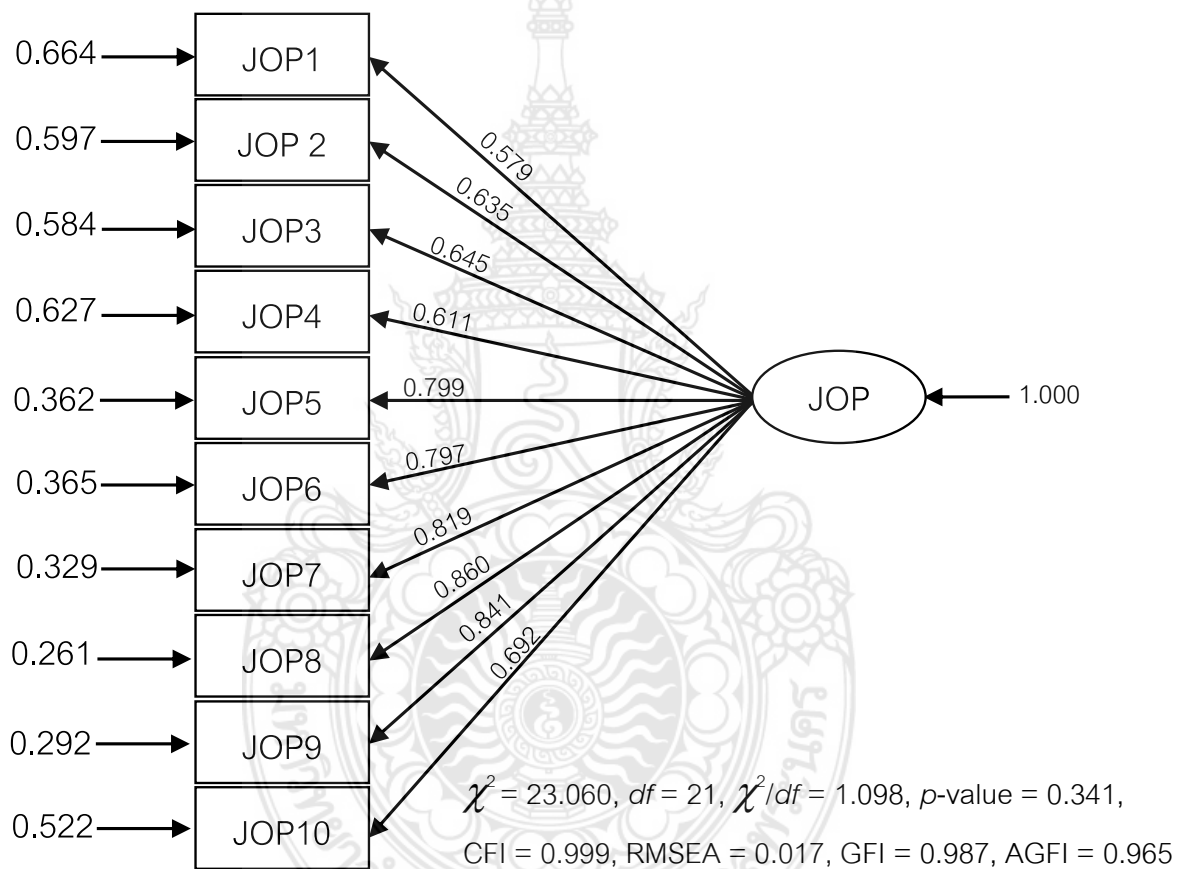 0.664 JOP1
0.579
0.597 JOP 2
0.635
0.584 JOP3
0.645
0.627 JOP4
0.611
0.362 JOP5 0.799 JOP 1.000
0.365 JOP6
0.797
0.329 JOP7
0.819
0.261 JOP8
0.860
0.292 JOP9
0.841
0.522 JOP10
0.692
χ² = 23.060, df = 21, χ²/df = 1.098, p-value = 0.341,
CFI = 0.999, RMSEA = 0.017, GFI = 0.987, AGFI = 0.965